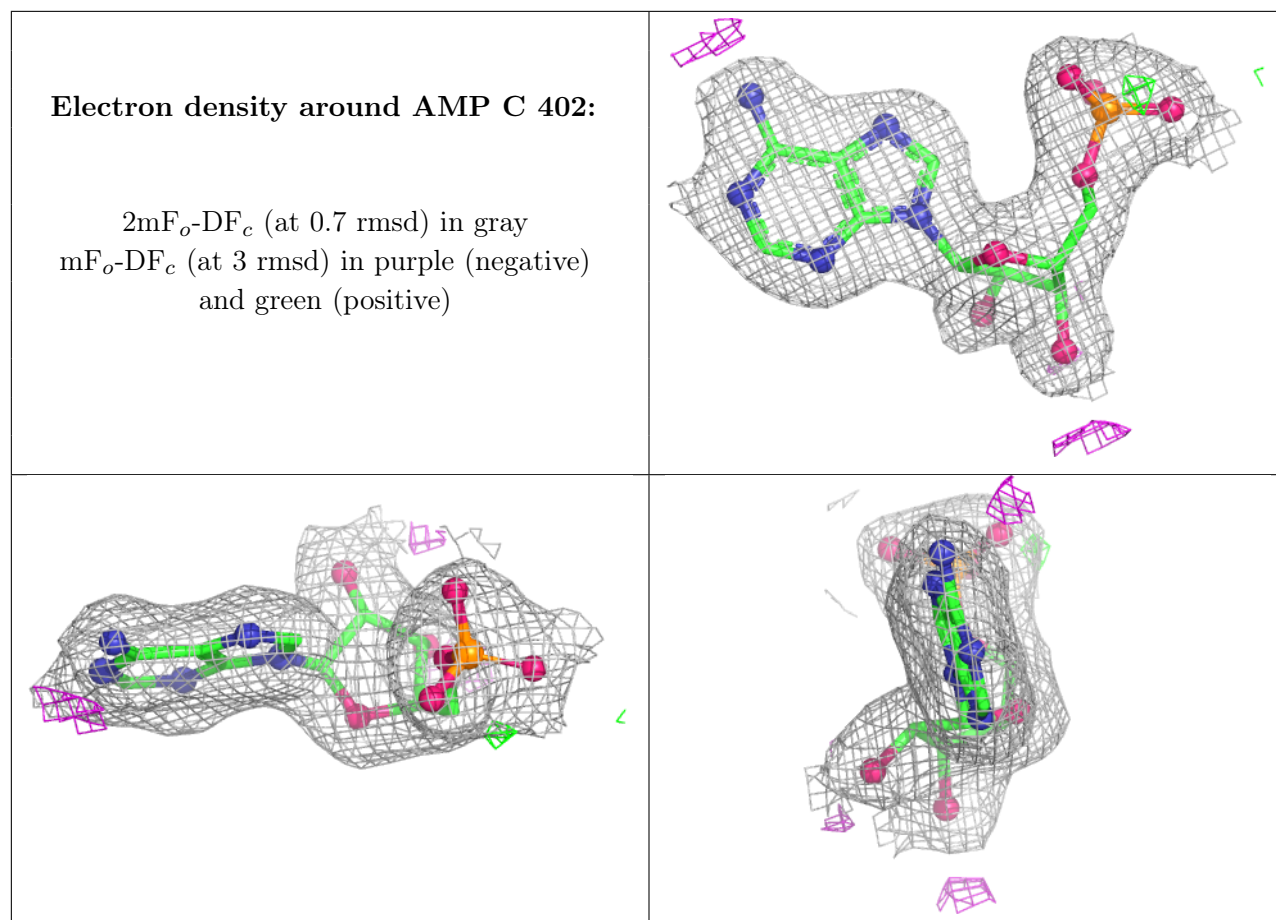 Electron density around AMP C 402:
2mFo-DFc (at 0.7 rmsd) in gray
mFo-DFc (at 3 rmsd) in purple (negative)
and green (positive)